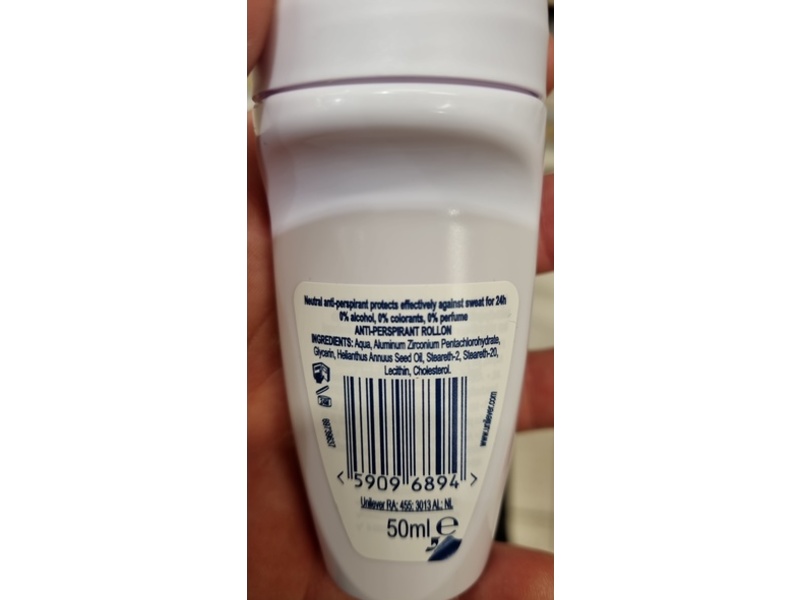 Neutral anti-perspirant protects effectively against sweat for 24h
0% alcohol, 0% colorants, 0% perfume
ANTI-PERSPIRANT ROLLON
INGREDIENTS: Aqua, Aluminum Zirconium Pentachlorohydrate,
Glycerin, Helianthus Annuus Seed Oil, Steareth-2, Steareth-20,
Lecithin, Cholesterol.
www.unilever.com
< 5909 6894 >
Unilever RA: 455; 3013 AL; NL
50ml ℮